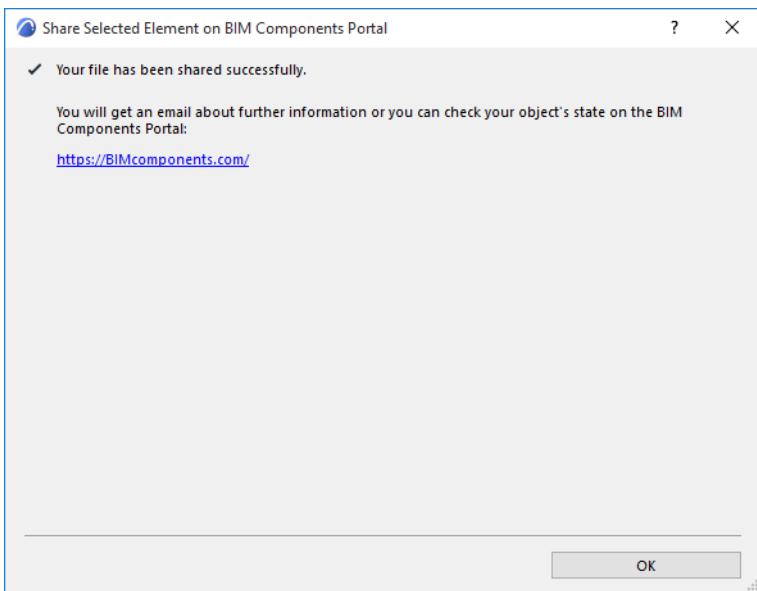 Share Selected Element on BIM Components Portal ?
Your file has been shared successfully.
You will get an email about further information or you can check your object's state on the BIM
Components Portal:
https://BIMcomponents.com/
OK